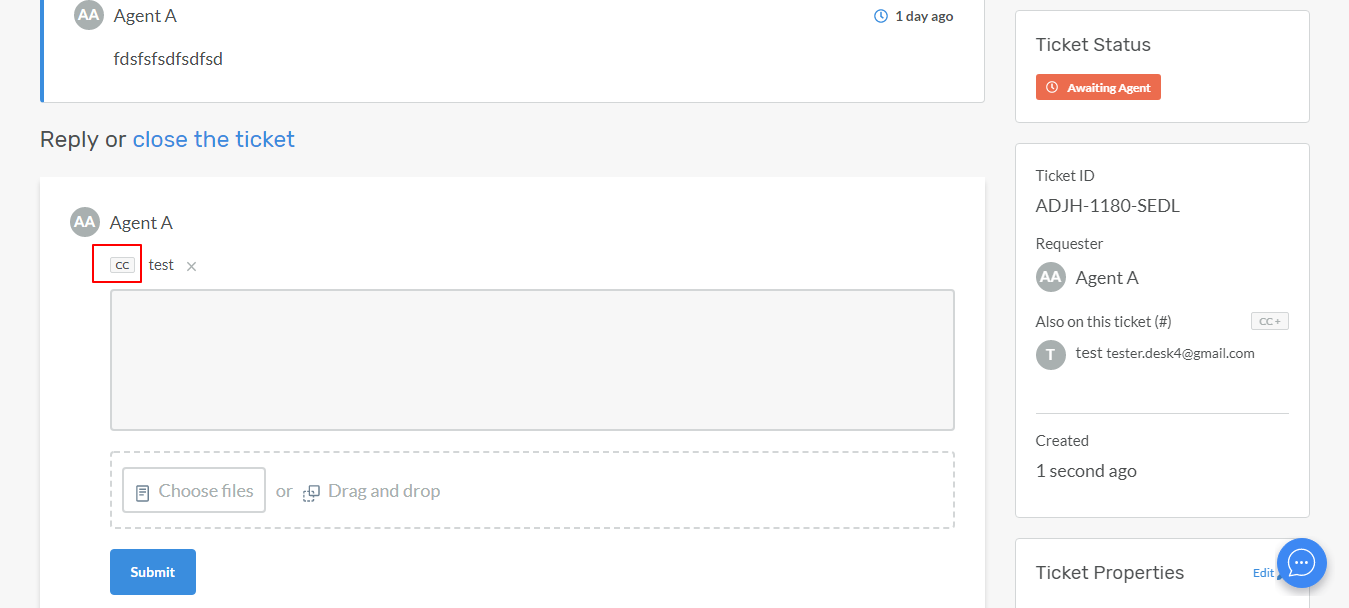 AA Agent A 1 day ago
fdsfsfsdfsdfsd
Reply or close the ticket
AA Agent A
CC test ×
Choose files or Drag and drop
Submit
Ticket Status
Awaiting Agent
Ticket ID
ADJH-1180-SEDL
Requester
AA Agent A
Also on this ticket (#) CC +
T test tester.desk4@gmail.com
Created
1 second ago
Ticket Properties Edit